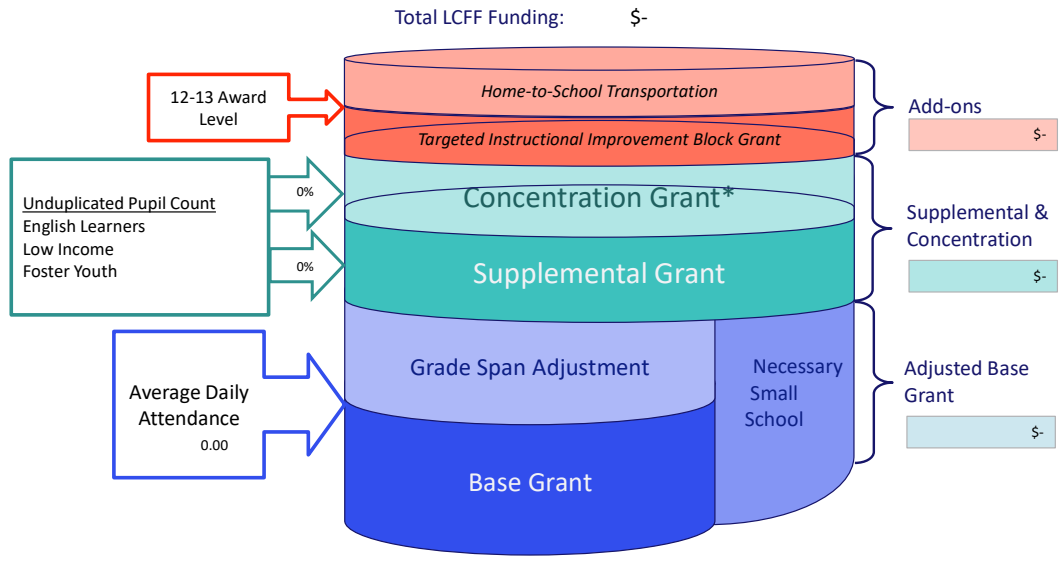 Total LCFF Funding: $-
12-13 Award
Level
Home-to-School Transportation
Targeted Instructional Improvement Block Grant
Add-ons
$-
Unduplicated Pupil Count
English Learners
Low Income
Foster Youth
0%
0%
Concentration Grant*
Supplemental Grant
Supplemental &
Concentration
$-
Average Daily
Attendance
0.00
Grade Span Adjustment
Base Grant
Necessary
Small
School
Adjusted Base
Grant
$-